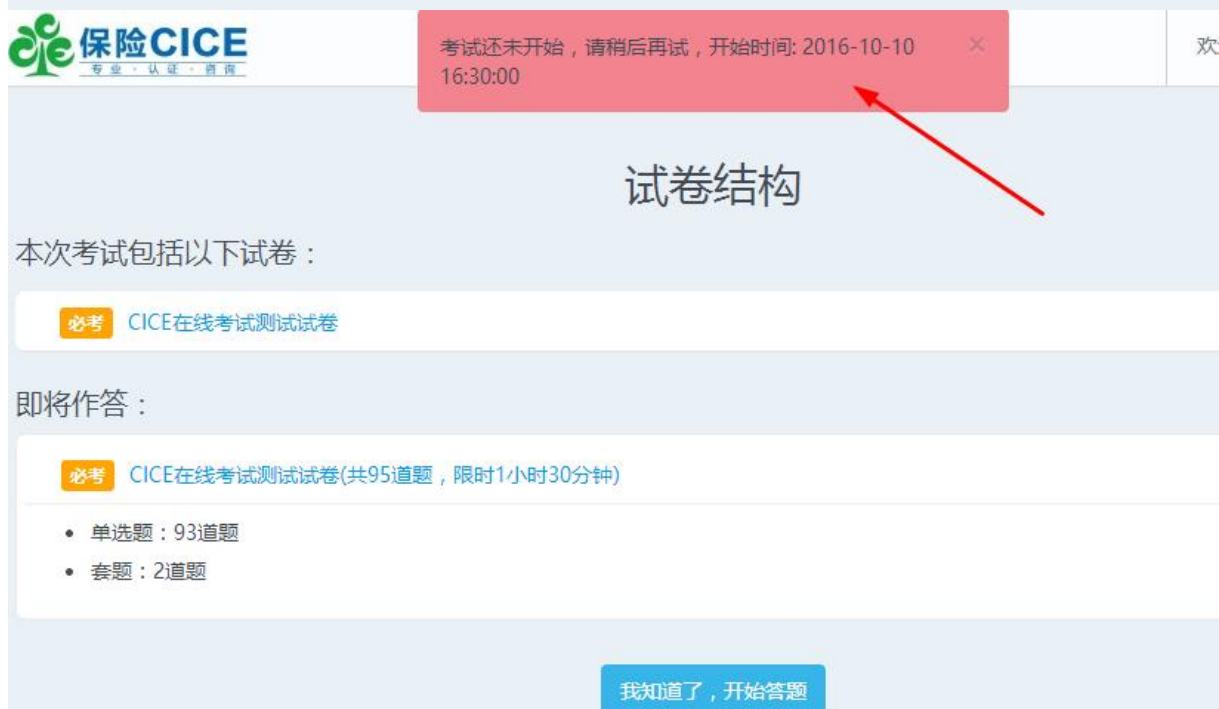 保险CICE
专业·认证·咨询
考试还未开始，请稍后再试，开始时间: 2016-10-10
16:30:00
×
欢
试卷结构
本次考试包括以下试卷：
必考 CICE在线考试测试试卷
即将作答：
必考 CICE在线考试测试试卷(共95道题，限时1小时30分钟)
• 单选题：93道题
• 套题：2道题
我知道了，开始答题